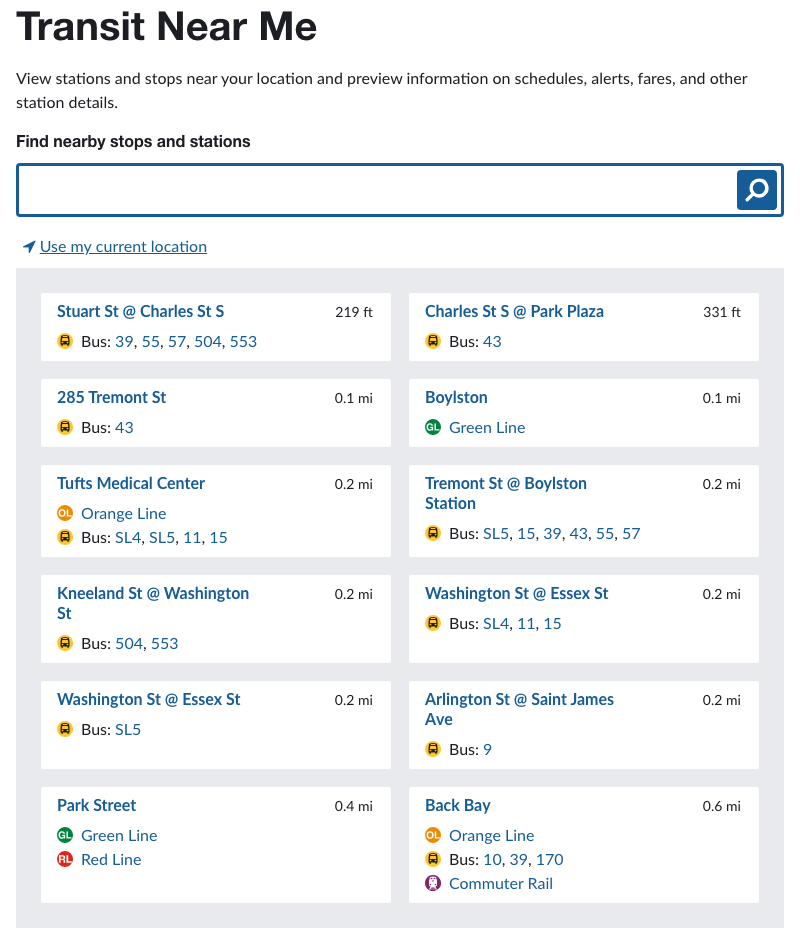 Transit Near Me
View stations and stops near your location and preview information on schedules, alerts, fares, and other
station details.
Find nearby stops and stations
Use my current location
Stuart St @ Charles St S 219 ft
Bus: 39, 55, 57, 504, 553
Charles St S @ Park Plaza 331 ft
Bus: 43
285 Tremont St 0.1 mi
Bus: 43
Boylston 0.1 mi
GL Green Line
Tufts Medical Center 0.2 mi
OL Orange Line
Bus: SL4, SL5, 11, 15
Tremont St @ Boylston 0.2 mi
Station
Bus: SL5, 15, 39, 43, 55, 57
Kneeland St @ Washington 0.2 mi
St
Bus: 504, 553
Washington St @ Essex St 0.2 mi
Bus: SL4, 11, 15
Washington St @ Essex St 0.2 mi
Bus: SL5
Arlington St @ Saint James 0.2 mi
Ave
Bus: 9
Park Street 0.4 mi
GL Green Line
RL Red Line
Back Bay 0.6 mi
OL Orange Line
Bus: 10, 39, 170
Commuter Rail